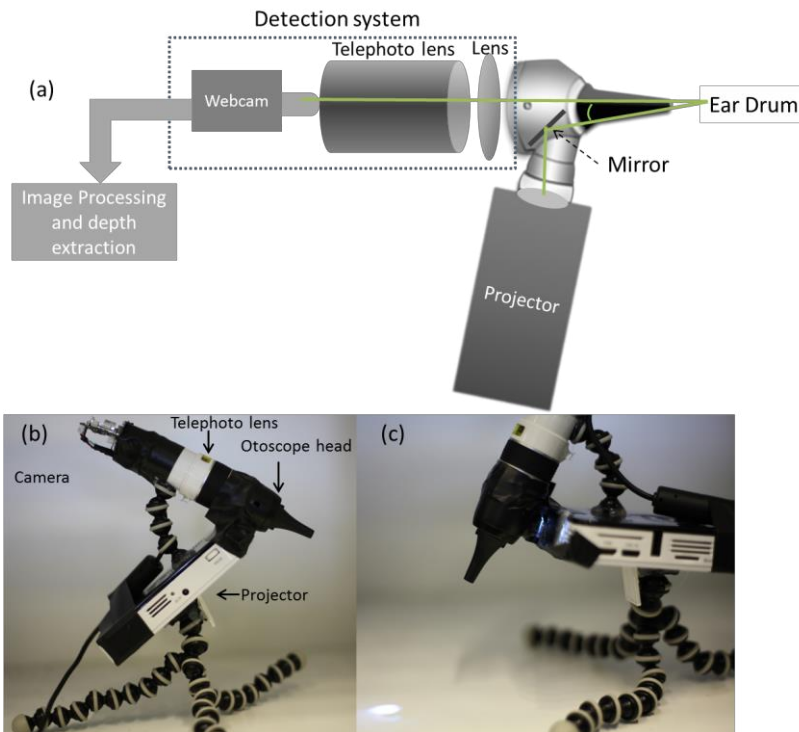 Detection system
Telephoto lens
Lens
(a)
Webcam
Ear Drum
Mirror
Image Processing
and depth
extraction
Projector
(b)
Telephoto lens
Otoscope head
(c)
Camera
Projector